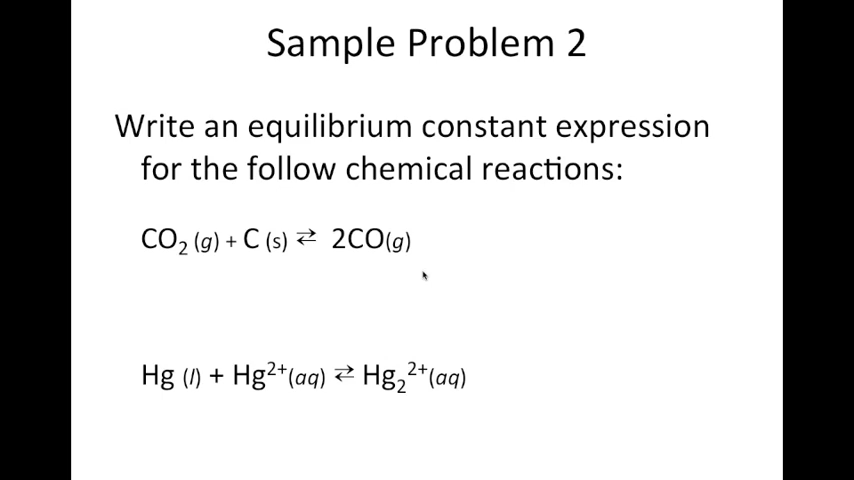 Sample Problem 2
Write an equilibrium constant expression
for the follow chemical reactions:
CO₂ (g) + C (s) ⇄ 2CO(g)
Hg (l) + Hg²⁺(aq) ⇄ Hg₂²⁺(aq)